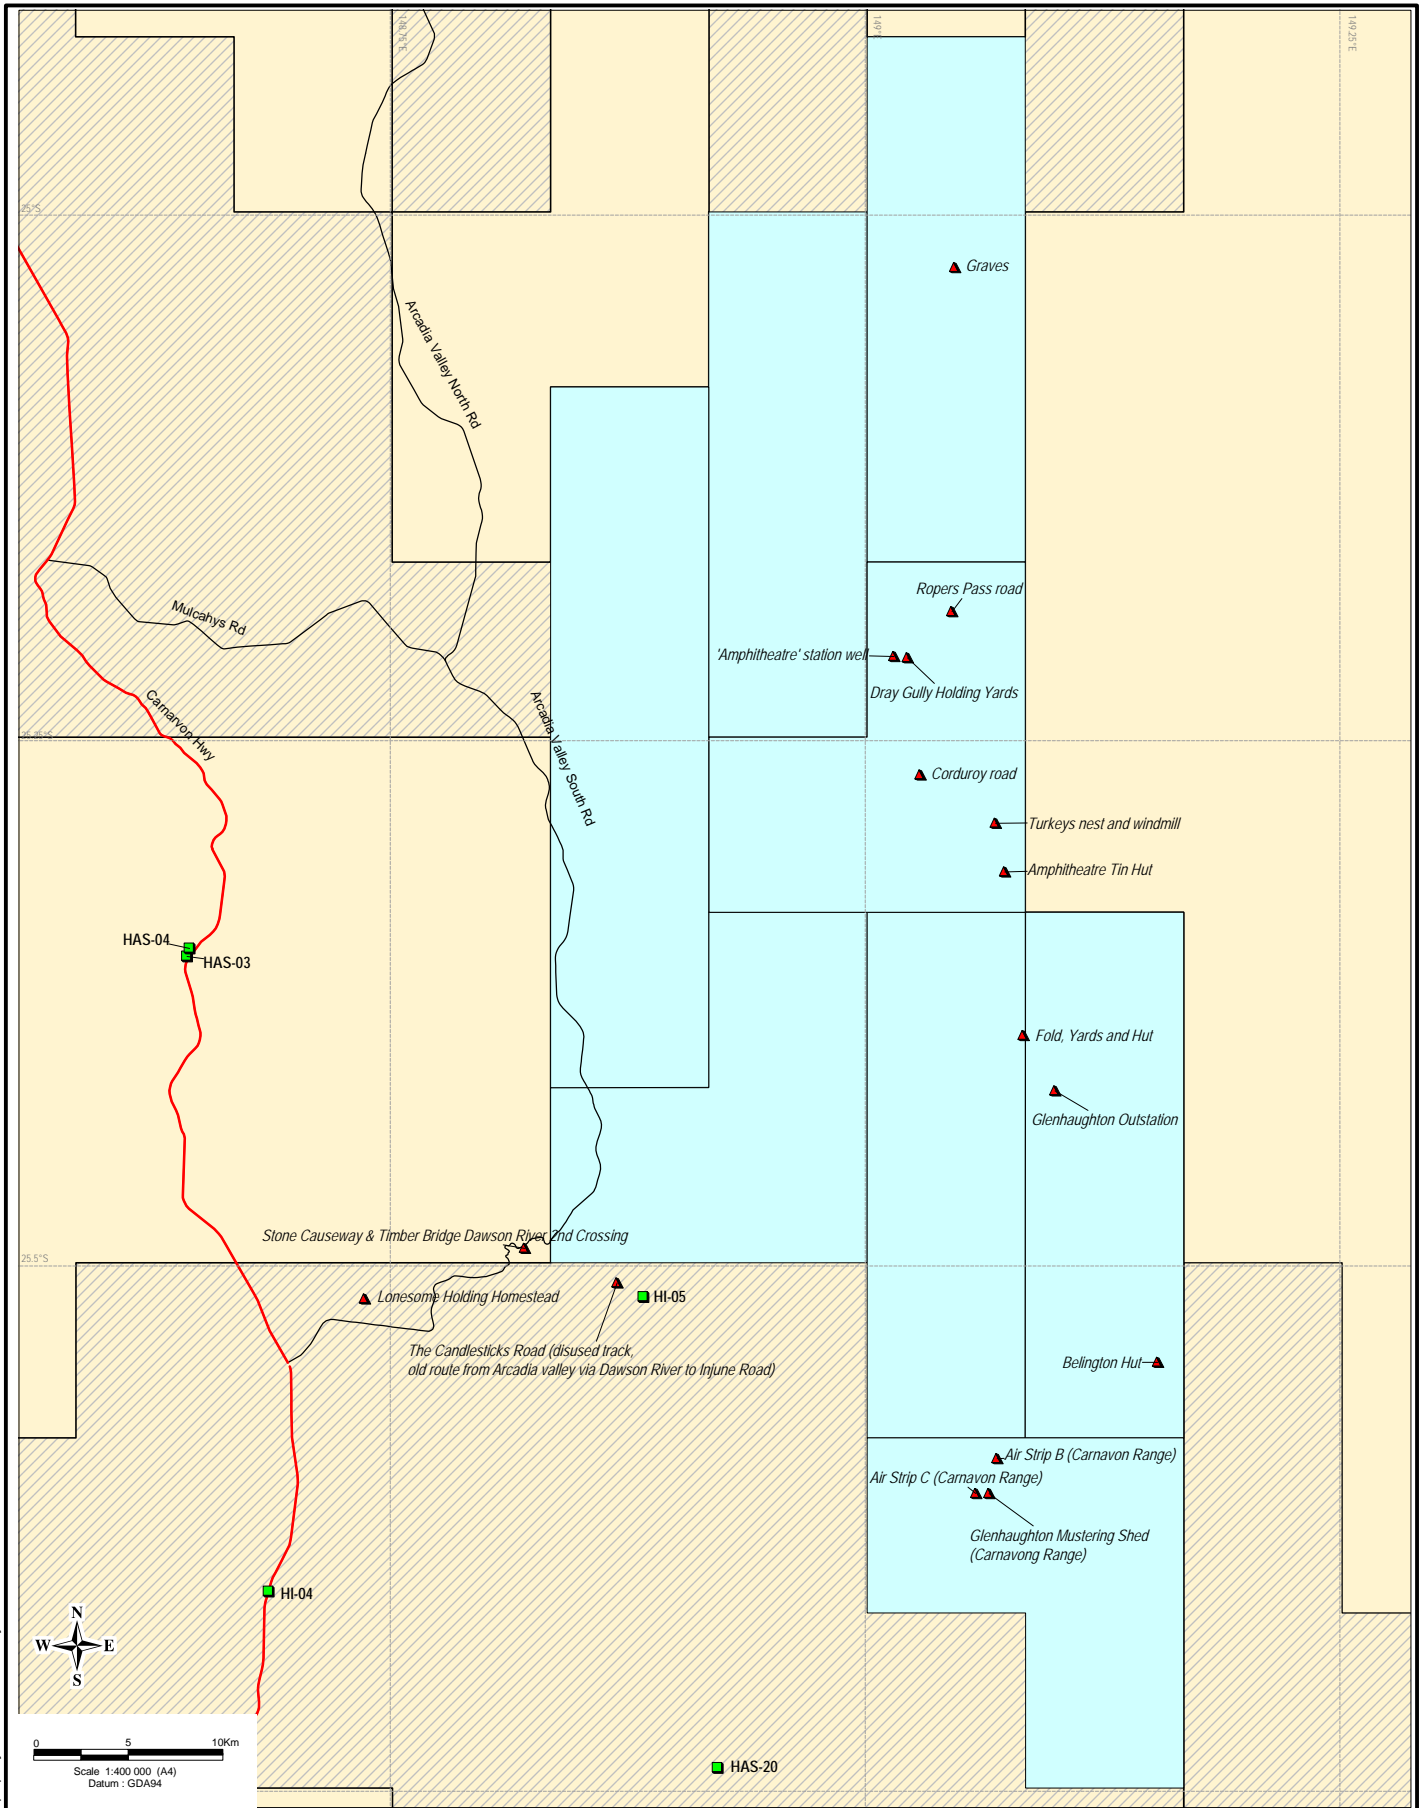 148.75°E
149°E
149.25°E
25°S
Graves
Arcadia Valley North Rd
Ropers Pass road
Mulcahys Rd
'Amphitheatre' station well
Dray Gully Holding Yards
Carnarvon Hwy
Arcadia Valley South Rd
25.25°S
Corduroy road
Turkeys nest and windmill
Amphitheatre Tin Hut
HAS-04
HAS-03
Fold, Yards and Hut
Glenhaughton Outstation
Stone Causeway & Timber Bridge Dawson River 2nd Crossing
25.5°S
Lonesome Holding Homestead
HI-05
The Candlesticks Road (disused track,
old route from Arcadia valley via Dawson River to Injune Road)
Belington Hut
Air Strip B (Carnavon Range)
Air Strip C (Carnavon Range)
Glenhaughton Mustering Shed
(Carnavong Range)
HI-04
N
W E
S
0 5 10Km
Scale 1:400 000 (A4)
Datum : GDA94
HAS-20